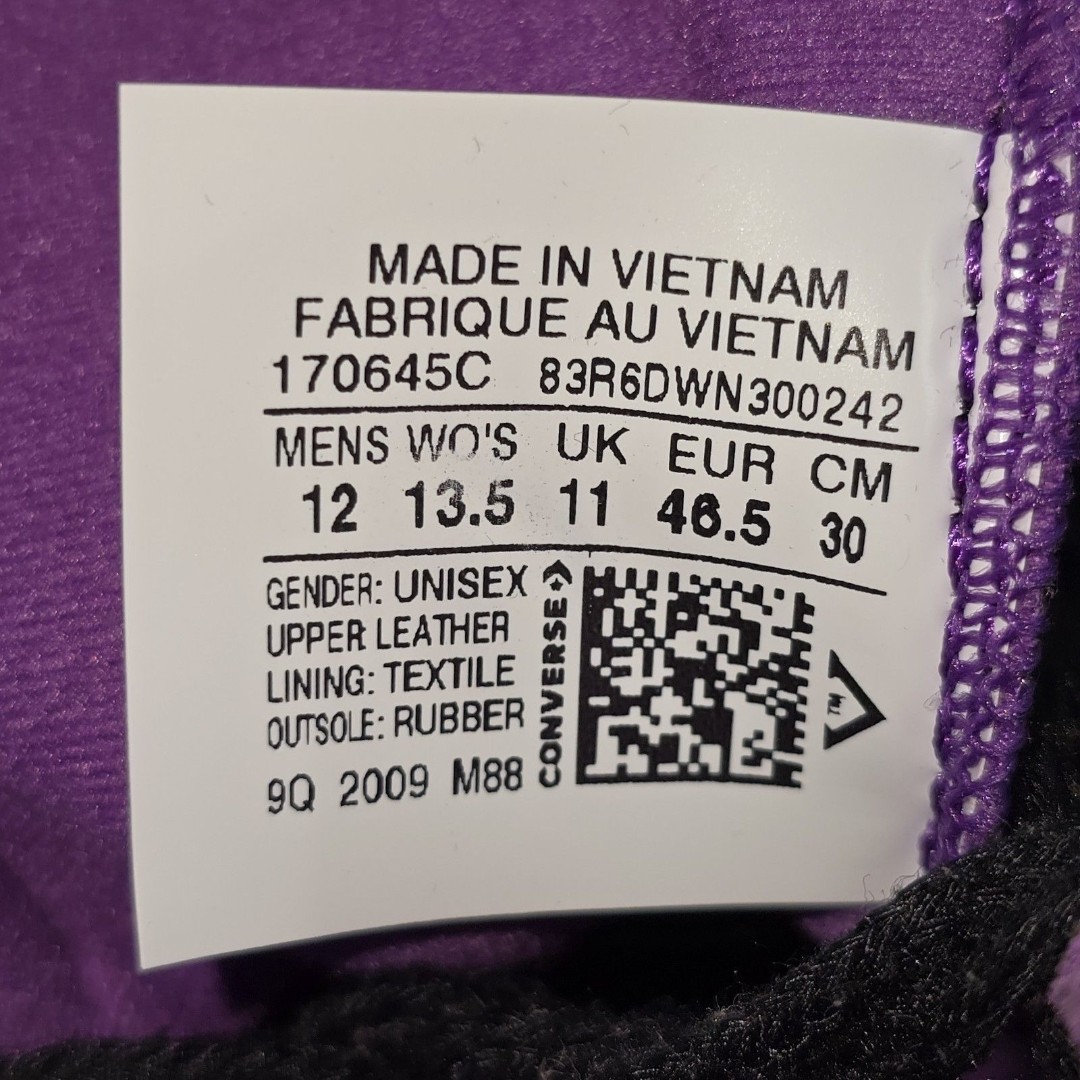 MADE IN VIETNAM
FABRIQUE AU VIETNAM
170645C 83R6DWN300242
MENS WO'S UK EUR CM
12 13.5 11 46.5 30
GENDER: UNISEX
UPPER LEATHER
LINING: TEXTILE
OUTSOLE: RUBBER
9Q 2009 M88
CONVERSE
TM